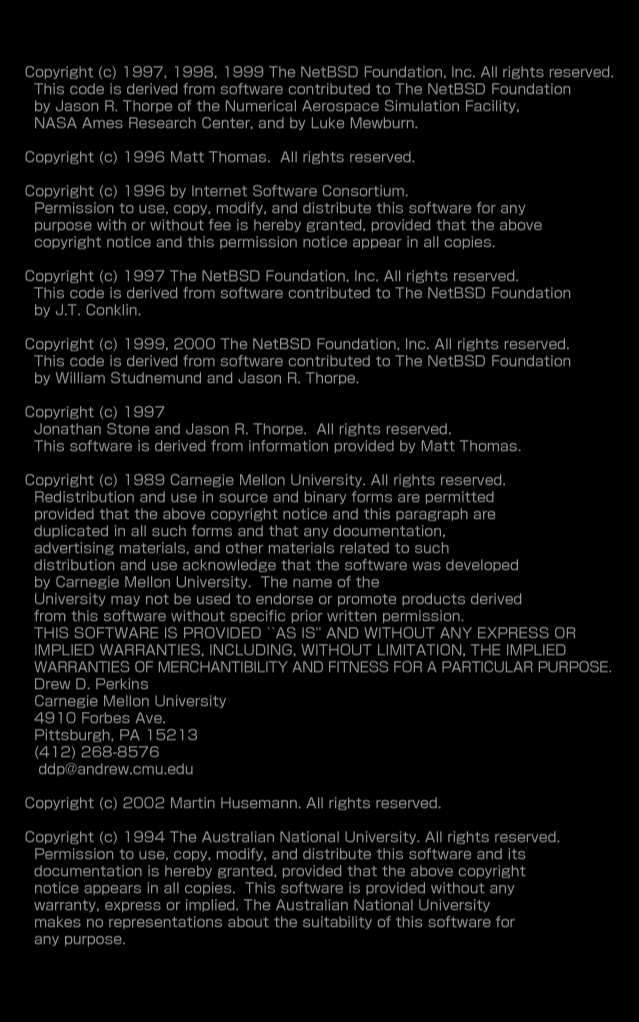 Copyright (c) 1997, 1998, 1999 The NetBSD Foundation, Inc. All rights reserved.
This code is derived from software contributed to The NetBSD Foundation
by Jason R. Thorpe of the Numerical Aerospace Simulation Facility,
NASA Ames Research Center, and by Luke Mewburn.
Copyright (c) 1996 Matt Thomas.  All rights reserved.
Copyright (c) 1996 by Internet Software Consortium.
Permission to use, copy, modify, and distribute this software for any
purpose with or without fee is hereby granted, provided that the above
copyright notice and this permission notice appear in all copies.
Copyright (c) 1997 The NetBSD Foundation, Inc. All rights reserved.
This code is derived from software contributed to The NetBSD Foundation
by J.T. Conklin.
Copyright (c) 1999, 2000 The NetBSD Foundation, Inc. All rights reserved.
This code is derived from software contributed to The NetBSD Foundation
by William Studnemund and Jason R. Thorpe.
Copyright (c) 1997
Jonathan Stone and Jason R. Thorpe.  All rights reserved.
This software is derived from information provided by Matt Thomas.
Copyright (c) 1989 Carnegie Mellon University. All rights reserved.
Redistribution and use in source and binary forms are permitted
provided that the above copyright notice and this paragraph are
duplicated in all such forms and that any documentation,
advertising materials, and other materials related to such
distribution and use acknowledge that the software was developed
by Carnegie Mellon University.  The name of the
University may not be used to endorse or promote products derived
from this software without specific prior written permission.
THIS SOFTWARE IS PROVIDED ``AS IS'' AND WITHOUT ANY EXPRESS OR
IMPLIED WARRANTIES, INCLUDING, WITHOUT LIMITATION, THE IMPLIED
WARRANTIES OF MERCHANTIBILITY AND FITNESS FOR A PARTICULAR PURPOSE.
Drew D. Perkins
Carnegie Mellon University
4910 Forbes Ave.
Pittsburgh, PA 15213
(412) 268-8576
ddp@andrew.cmu.edu
Copyright (c) 2002 Martin Husemann. All rights reserved.
Copyright (c) 1994 The Australian National University. All rights reserved.
Permission to use, copy, modify, and distribute this software and its
documentation is hereby granted, provided that the above copyright
notice appears in all copies.  This software is provided without any
warranty, express or implied. The Australian National University
makes no representations about the suitability of this software for
any purpose.